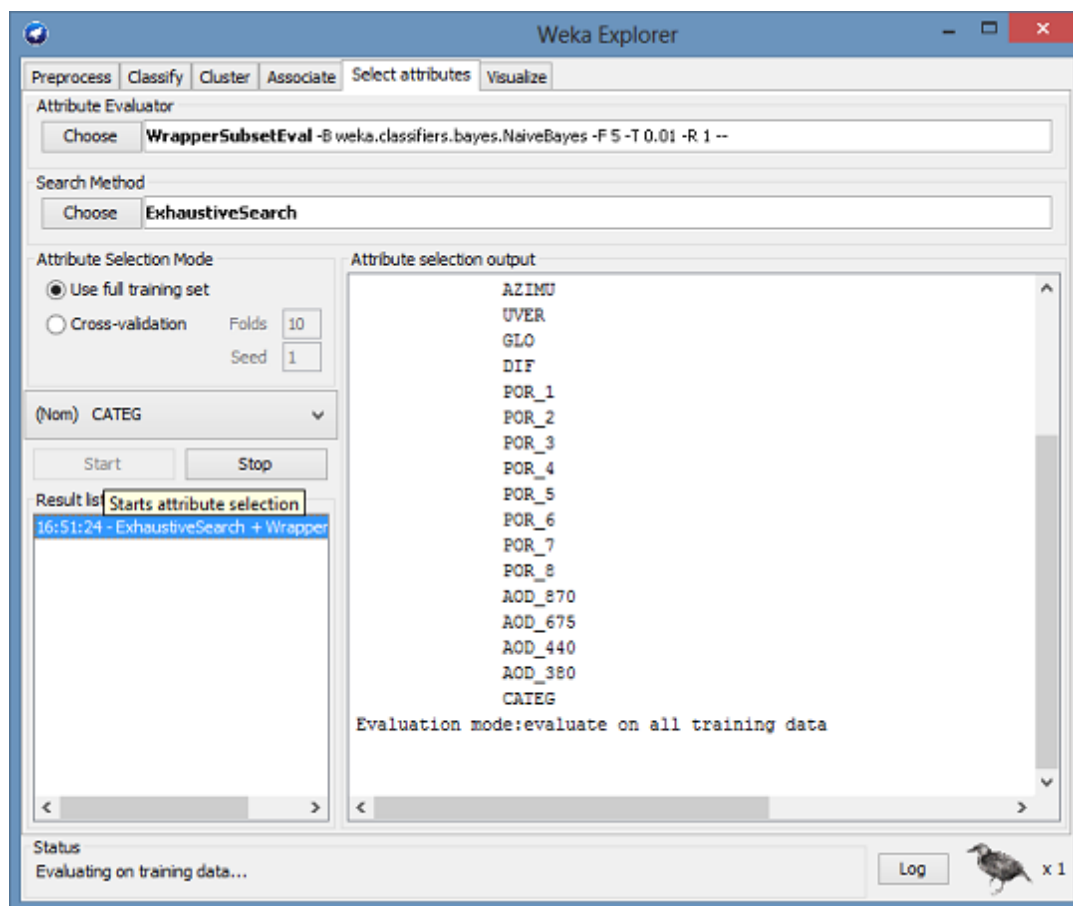 Weka Explorer
Preprocess Classify Cluster Associate Select attributes Visualize
Attribute Evaluator
Choose WrapperSubsetEval -B weka.classifiers.bayes.NaiveBayes -F 5 -T 0.01 -R 1 --
Search Method
Choose ExhaustiveSearch
Attribute Selection Mode
Use full training set
Cross-validation Folds 10
Seed 1
(Nom) CATEG
Start Stop
Result list
Starts attribute selection
16:51:24 - ExhaustiveSearch + Wrapper
Attribute selection output
AZIMU
UVER
GLO
DIF
POR_1
POR_2
POR_3
POR_4
POR_5
POR_6
POR_7
POR_8
AOD_870
AOD_675
AOD_440
AOD_380
CATEG
Evaluation mode:evaluate on all training data
Status
Evaluating on training data...
Log x 1